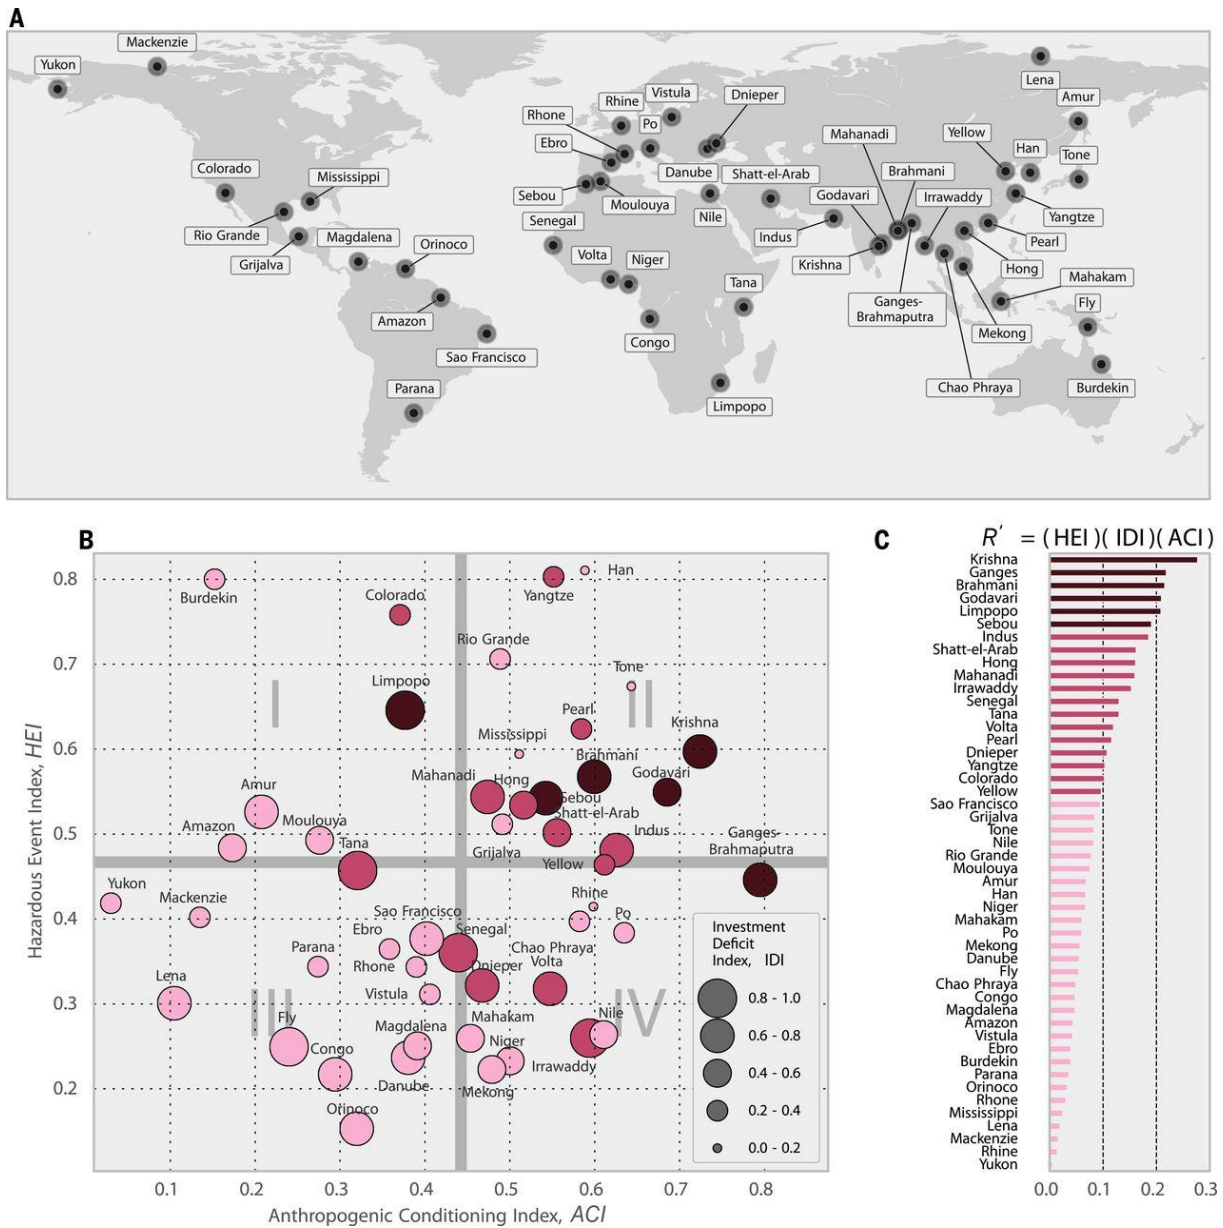 A
Mackenzie
Yukon
Lena
Amur
Vistula
Rhine
Dnieper
Rhone
Po
Mahanadi
Yellow
Ebro
Han
Tone
Colorado
Mississippi
Danube
Shatt-el-Arab
Brahmani
Sebou
Moulouya
Godavari
Irrawaddy
Senegal
Nile
Yangtze
Rio Grande
Magdalena
Orinoco
Indus
Pearl
Grijalva
Volta
Niger
Krishna
Hong
Tana
Mahakam
Amazon
Ganges-
Brahmaputra
Fly
Congo
Mekong
Sao Francisco
Parana
Chao Phraya
Burdekin
Limpopo
B
0.8
0.7
0.6
0.5
0.4
0.3
0.2
Hazardous Event Index, HEI
Burdekin
Colorado
Yangtze
Han
Rio Grande
Tone
Limpopo
I
II
Pearl
Krishna
Mississippi
Brahmani
Amur
Mahanadi
Hong
Godavari
Sebou
Shatt-el-Arab
Amazon
Moulouya
Indus
Ganges-
Brahmaputra
Tana
Grijalva
Yellow
Yukon
Mackenzie
Rhine
Sao Francisco
Po
Ebro
Senegal
Parana
Chao Phraya
Rhone
Dnieper
Volta
Lena
Vistula
III
IV
Fly
Magdalena
Mahakam
Nile
Congo
Niger
Irrawaddy
Danube
Mekong
Orinoco
Investment
Deficit
Index, IDI
0.8 - 1.0
0.6 - 0.8
0.4 - 0.6
0.2 - 0.4
0.0 - 0.2
0.1 0.2 0.3 0.4 0.5 0.6 0.7 0.8
Anthropogenic Conditioning Index, ACI
C
R′ = (HEI)(IDI)(ACI)
Krishna
Ganges
Brahmani
Godavari
Limpopo
Sebou
Indus
Shatt-el-Arab
Hong
Mahanadi
Irrawaddy
Senegal
Tana
Volta
Pearl
Dnieper
Yangtze
Colorado
Yellow
Sao Francisco
Grijalva
Tone
Nile
Rio Grande
Moulouya
Amur
Han
Niger
Mahakam
Po
Mekong
Danube
Fly
Chao Phraya
Congo
Magdalena
Amazon
Vistula
Ebro
Burdekin
Parana
Orinoco
Rhone
Mississippi
Lena
Mackenzie
Rhine
Yukon
0.0 0.1 0.2 0.3